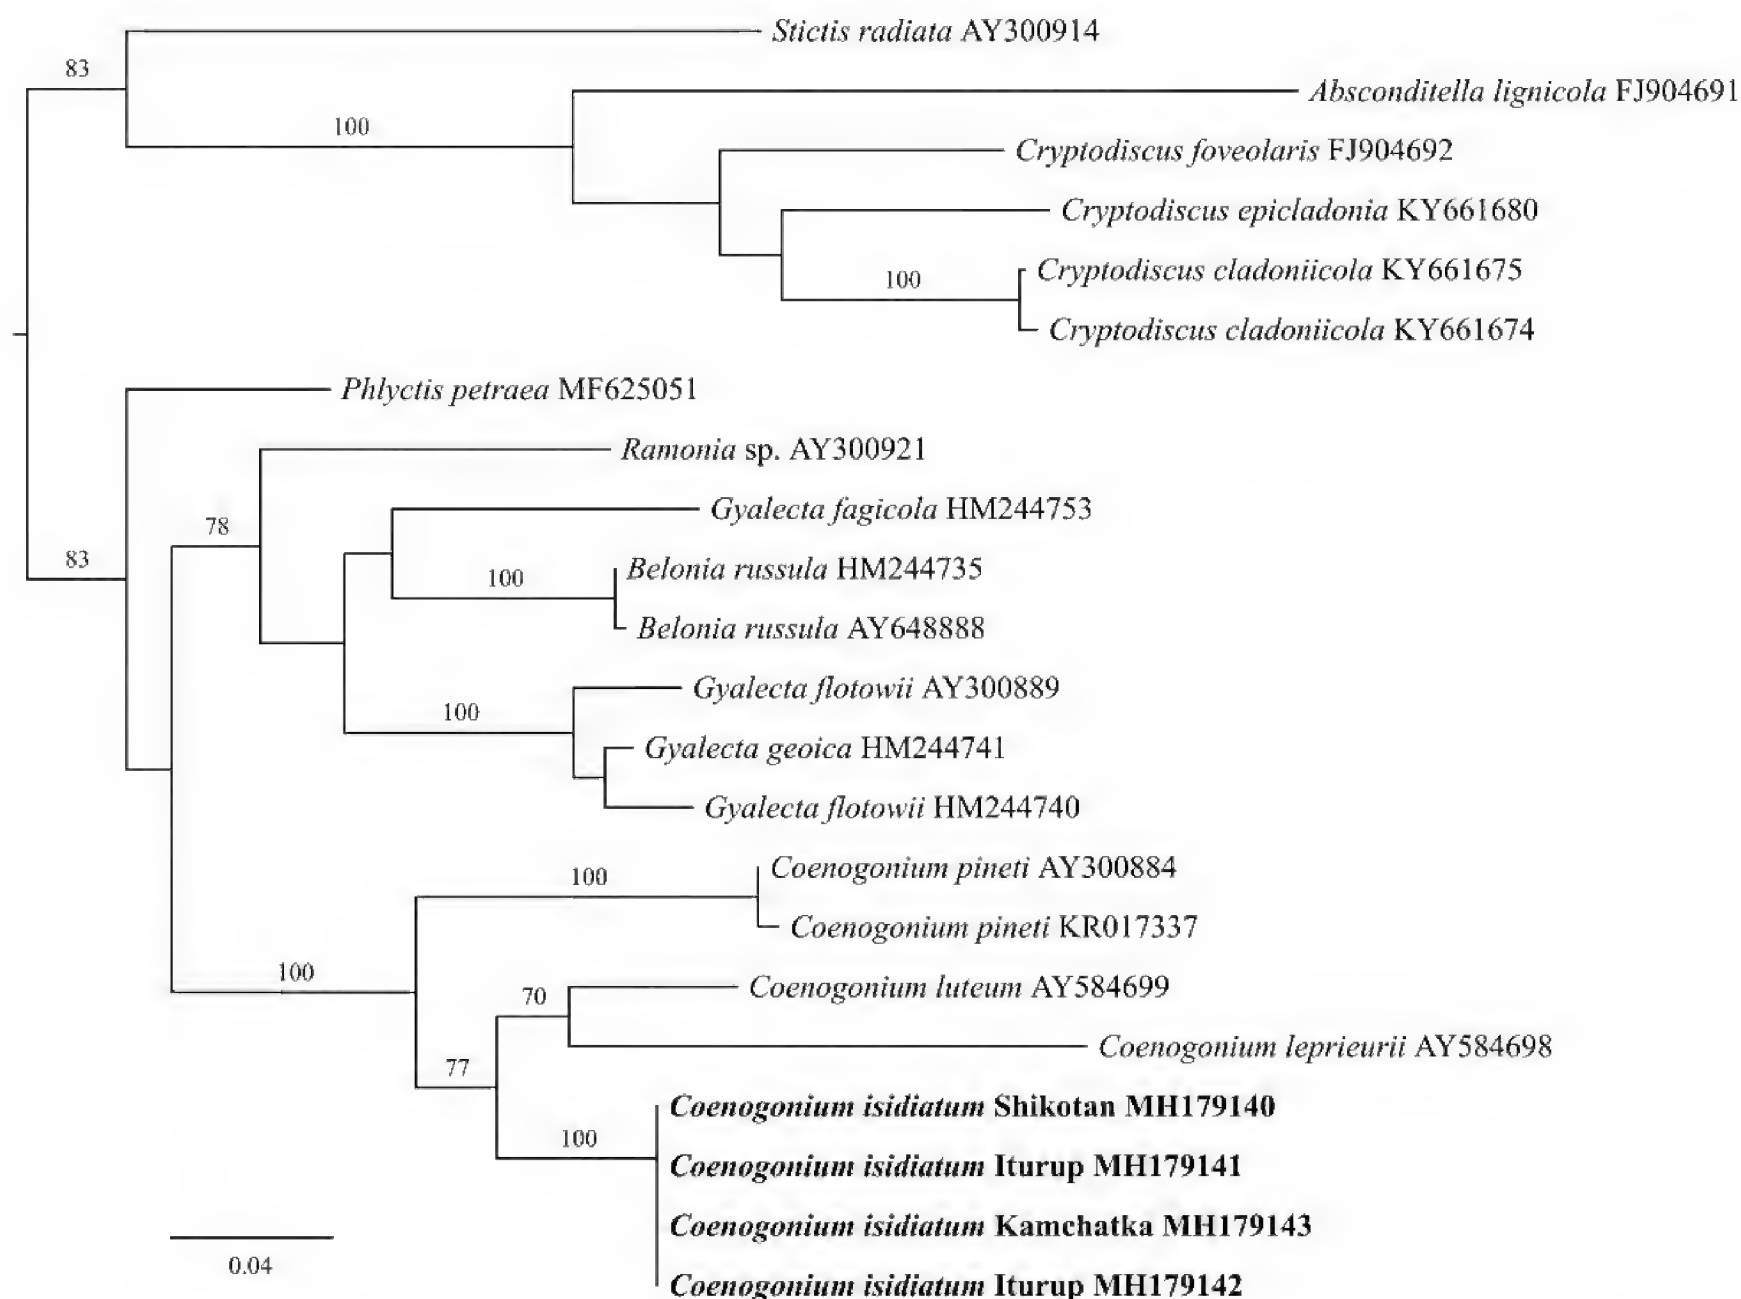 Stictis radiata AY300914
83
Absconditella lignicola FJ904691
100
Cryptodiscus foveolaris FJ904692
Cryptodiscus epicladonia KY661680
Cryptodiscus cladoniicola KY661675
100
Cryptodiscus cladoniicola KY661674
Phlyctis petraea MF625051
Ramonia sp. AY300921
Gyalecta fagicola HM244753
78
83
Belonia russula HM244735
100
Belonia russula AY648888
Gyalecta flotowii AY300889
100
Gyalecta geoica HM244741
Gyalecta flotowii HM244740
Coenogonium pineti AY300884
100
Coenogonium pineti KR017337
100
Coenogonium luteum AY584699
70
Coenogonium leprieurii AY584698
77
Coenogonium isidiatum Shikotan MH179140
100
Coenogonium isidiatum Iturup MH179141
Coenogonium isidiatum Kamchatka MH179143
0.04
Coenogonium isidiatum Iturup MH179142